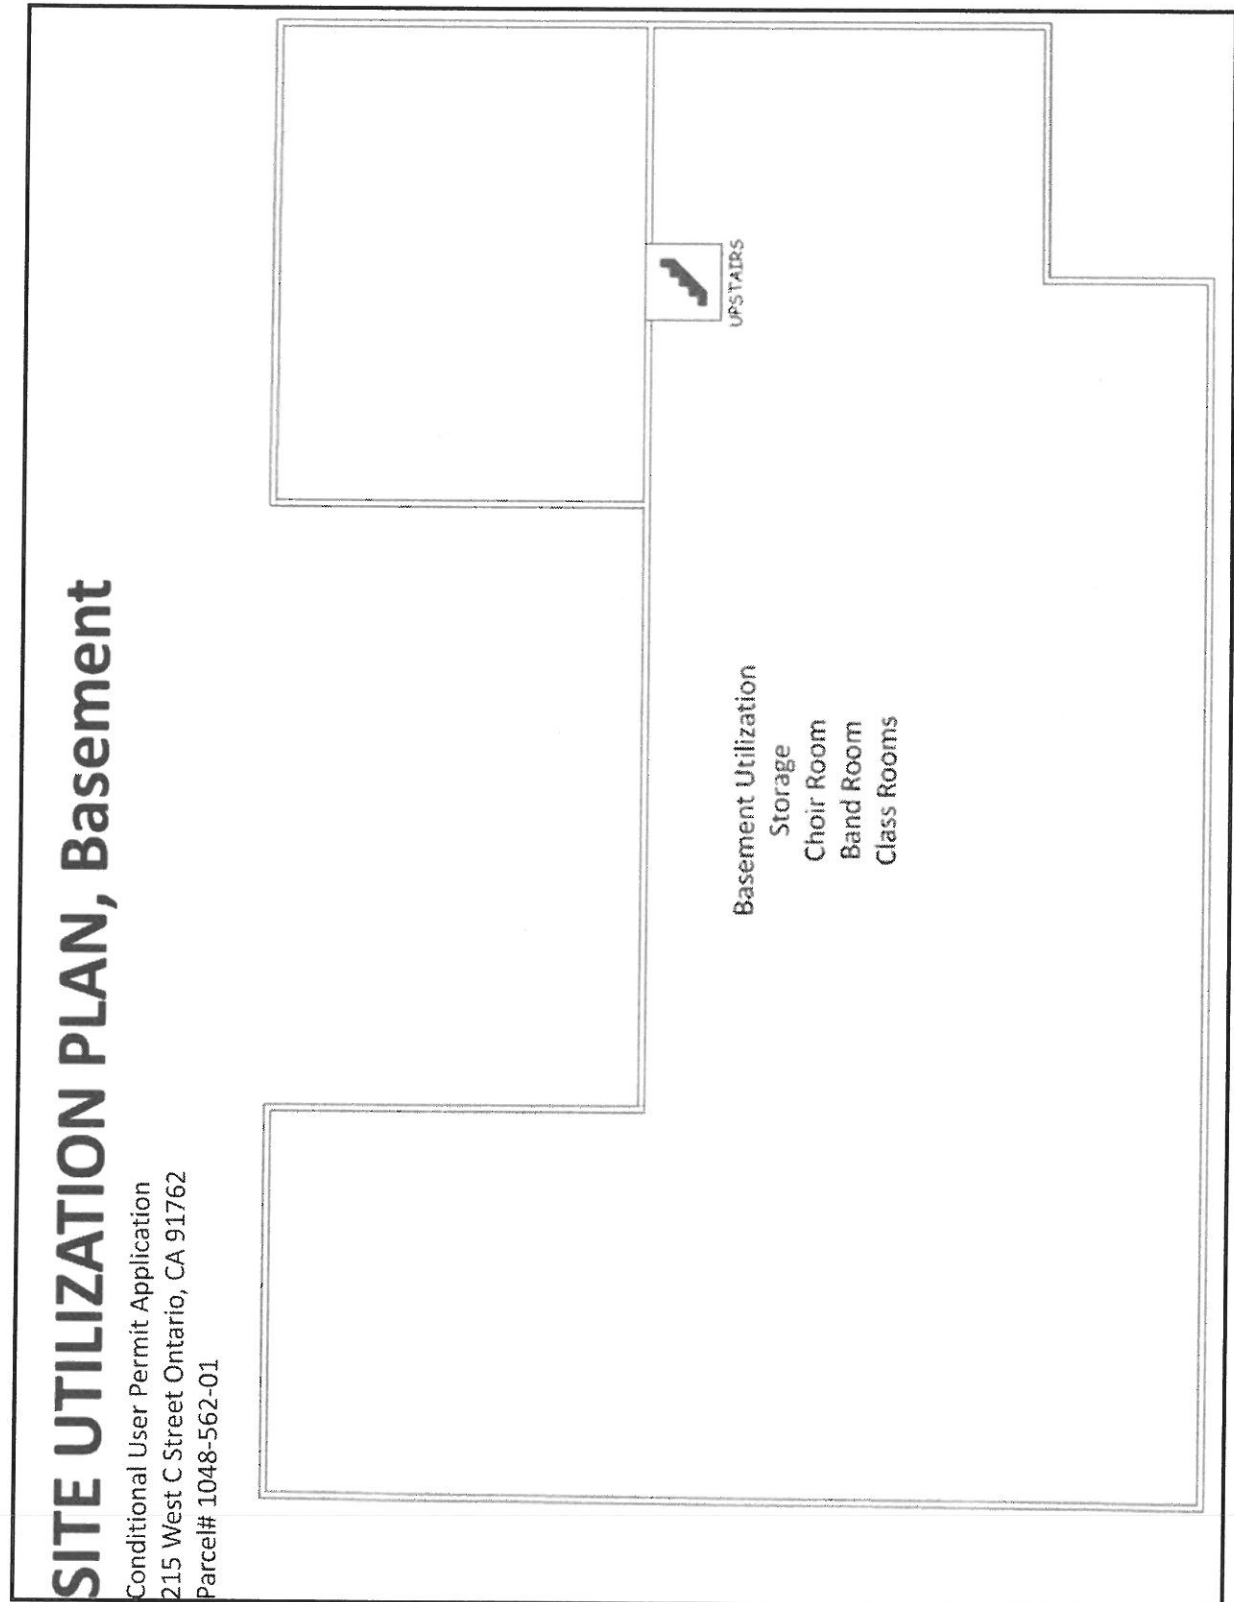 SITE UTILIZATION PLAN, Basement
Conditional User Permit Application
215 West C Street Ontario, CA 91762
Parcel# 1048-562-01
UPSTAIRS
Basement Utilization
Storage
Choir Room
Band Room
Class Rooms